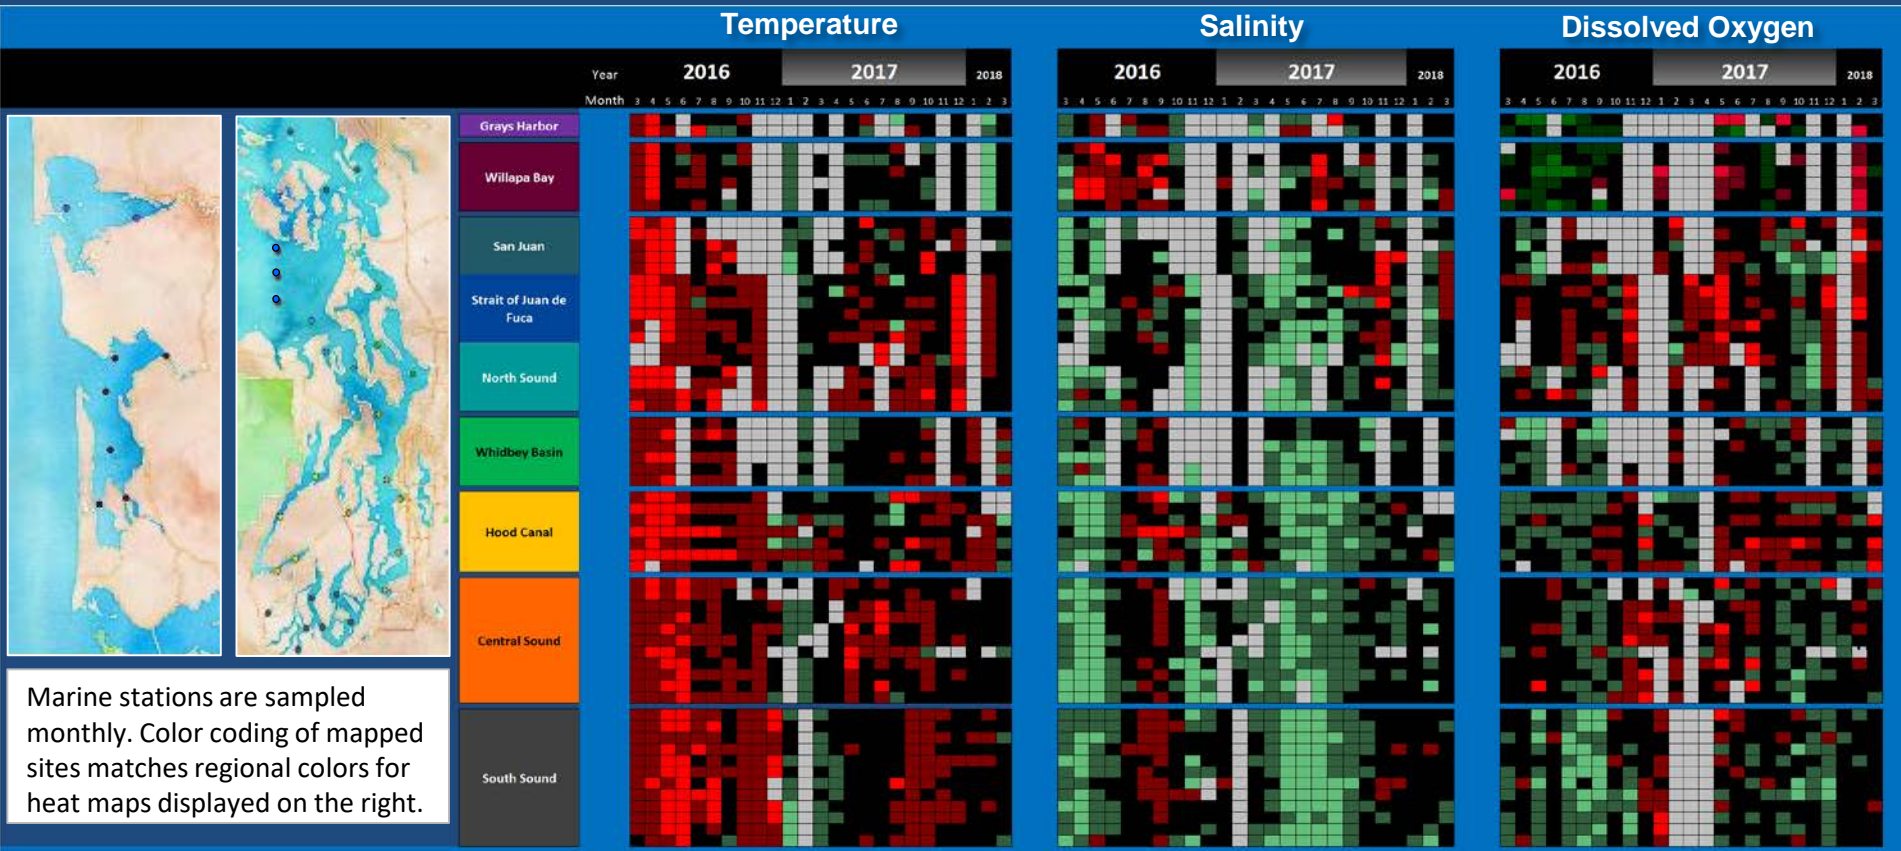 Temperature
Salinity
Dissolved Oxygen
Year 2016 2017 2018
2016 2017 2018
2016 2017 2018
Month 3 4 5 6 7 8 9 10 11 12 1 2 3 4 5 6 7 8 9 10 11 12 1 2 3
3 4 5 6 7 8 9 10 11 12 1 2 3 4 5 6 7 8 9 10 11 12 1 2 3
3 4 5 6 7 8 9 10 11 12 1 2 3 4 5 6 7 8 9 10 11 12 1 2 3
Grays Harbor
Willapa Bay
San Juan
Strait of Juan de
Fuca
North Sound
Whidbey Basin
Hood Canal
Central Sound
South Sound
Marine stations are sampled
monthly. Color coding of mapped
sites matches regional colors for
heat maps displayed on the right.